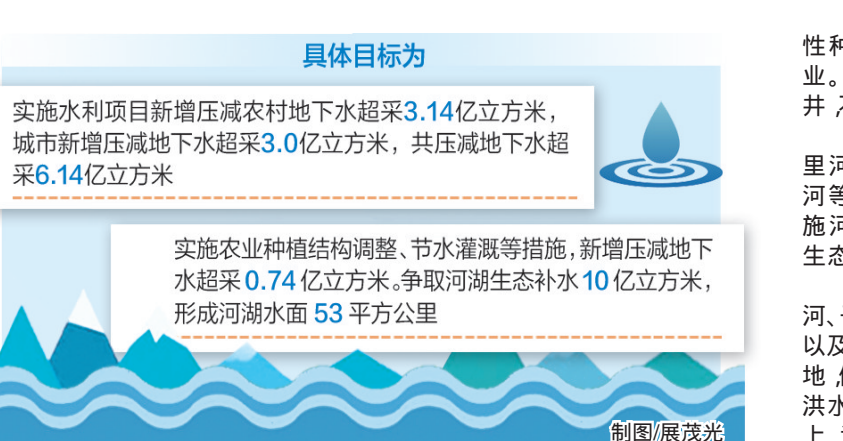 具体目标为
实施水利项目新增压减农村地下水超采3.14亿立方米，
城市新增压减地下水超采3.0亿立方米，共压减地下水超
采6.14亿立方米
实施农业种植结构调整、节水灌溉等措施，新增压减地下
水超采0.74亿立方米。争取河湖生态补水10亿立方米，
形成河湖水面 53 平方公里
制图/展茂光
性种
业。
井，
里河
河等
施河
生态
河、
以及
地，
洪水
上